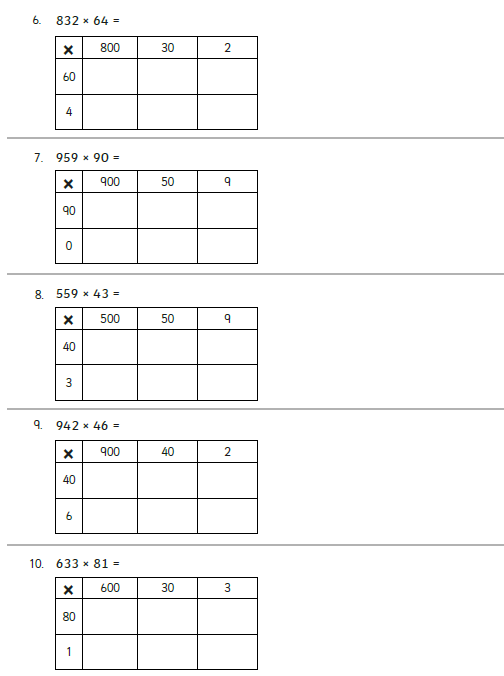 6. 832 × 64 =
× 800 30 2
60
4
7. 959 × 90 =
× 900 50 9
90
0
8. 559 × 43 =
× 500 50 9
40
3
9. 942 × 46 =
× 900 40 2
40
6
10. 633 × 81 =
× 600 30 3
80
1